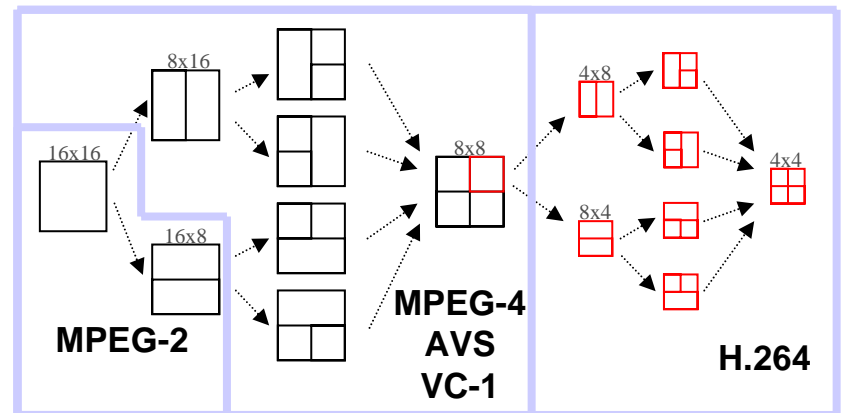 8x16
16x16
16x8
MPEG-2
8x8
MPEG-4
AVS
VC-1
4x8
8x4
4x4
H.264